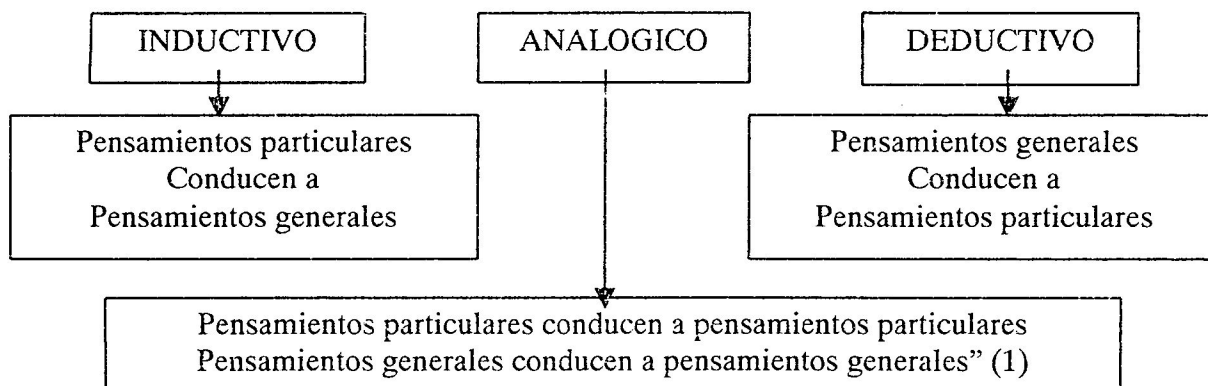 INDUCTIVO
ANALOGICO
DEDUCTIVO
Pensamientos particulares
Conducen a
Pensamientos generales
Pensamientos generales
Conducen a
Pensamientos particulares
Pensamientos particulares conducen a pensamientos particulares
Pensamientos generales conducen a pensamientos generales” (1)